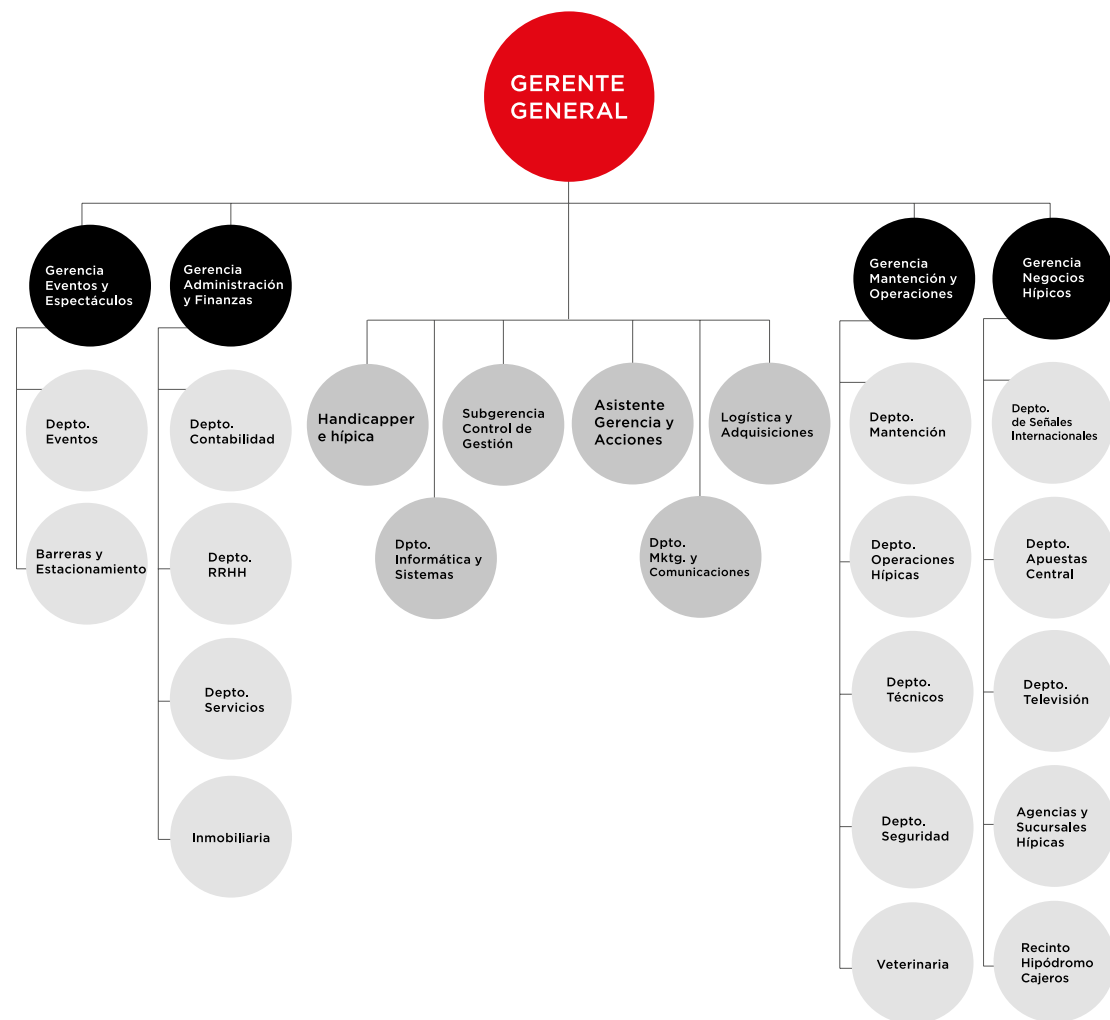 GERENTE
GENERAL
Gerencia
Eventos y
Espectáculos
Gerencia
Administración
y Finanzas
Gerencia
Mantención y
Operaciones
Gerencia
Negocios
Hípicos
Handicapper
e hípica
Subgerencia
Control de
Gestión
Asistente
Gerencia y
Acciones
Logística y
Adquisiciones
Dpto.
Informática y
Sistemas
Dpto.
Mktg. y
Comunicaciones
Depto.
Eventos
Barreras y
Estacionamiento
Depto.
Contabilidad
Depto.
RRHH
Depto.
Servicios
Inmobiliaria
Depto.
Mantención
Depto.
Operaciones
Hípicas
Depto.
Técnicos
Depto.
Seguridad
Veterinaria
Depto.
de Señales
Internacionales
Depto.
Apuestas
Central
Depto.
Televisión
Agencias y
Sucursales
Hípicas
Recinto
Hipódromo
Cajeros